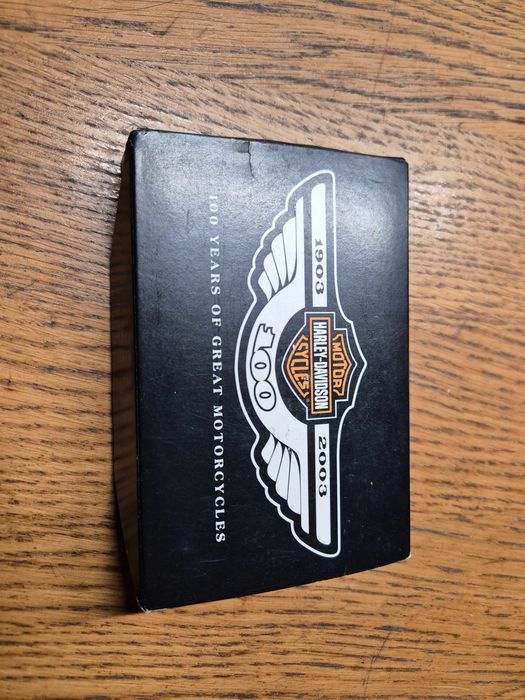 1903 2003
MOTOR
HARLEY-DAVIDSON
CYCLES
100
100 YEARS OF GREAT MOTORCYCLES